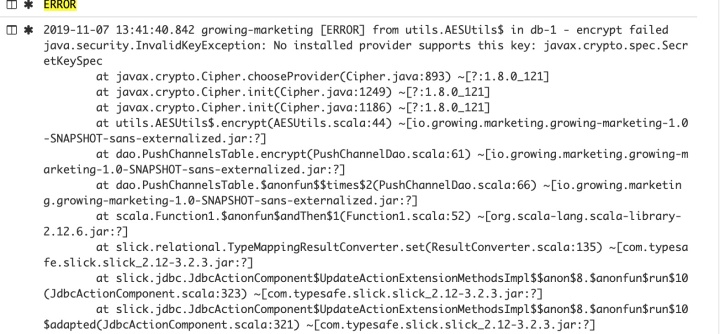 ERROR
2019-11-07 13:41:40.842 growing-marketing [ERROR] from utils.AESUtils$ in db-1 - encrypt failed
java.security.InvalidKeyException: No installed provider supports this key: javax.crypto.spec.Secr
etKeySpec
at javax.crypto.Cipher.chooseProvider(Cipher.java:893) ~[?:1.8.0_121]
at javax.crypto.Cipher.init(Cipher.java:1249) ~[?:1.8.0_121]
at javax.crypto.Cipher.init(Cipher.java:1186) ~[?:1.8.0_121]
at utils.AESUtils$.encrypt(AESUtils.scala:44) ~[io.growing.marketing.growing-marketing-1.0
-SNAPSHOT-sans-externalized.jar:?]
at dao.PushChannelsTable.encrypt(PushChannelDao.scala:61) ~[io.growing.marketing.growing-m
arketing-1.0-SNAPSHOT-sans-externalized.jar:?]
at dao.PushChannelsTable.$anonfun$$times$2(PushChannelDao.scala:66) ~[io.growing.marketin
g.growing-marketing-1.0-SNAPSHOT-sans-externalized.jar:?]
at scala.Function1.$anonfun$andThen$1(Function1.scala:52) ~[org.scala-lang.scala-library-
2.12.6.jar:?]
at slick.relational.TypeMappingResultConverter.set(ResultConverter.scala:135) ~[com.typesa
fe.slick.slick_2.12-3.2.3.jar:?]
at slick.jdbc.JdbcActionComponent$UpdateActionExtensionMethodsImpl$$anon$8.$anonfun$run$10
(JdbcActionComponent.scala:323) ~[com.typesafe.slick.slick_2.12-3.2.3.jar:?]
at slick.jdbc.JdbcActionComponent$UpdateActionExtensionMethodsImpl$$anon$8.$anonfun$run$10
$adapted(JdbcActionComponent.scala:321) ~[com.typesafe.slick.slick_2.12-3.2.3.jar:?]